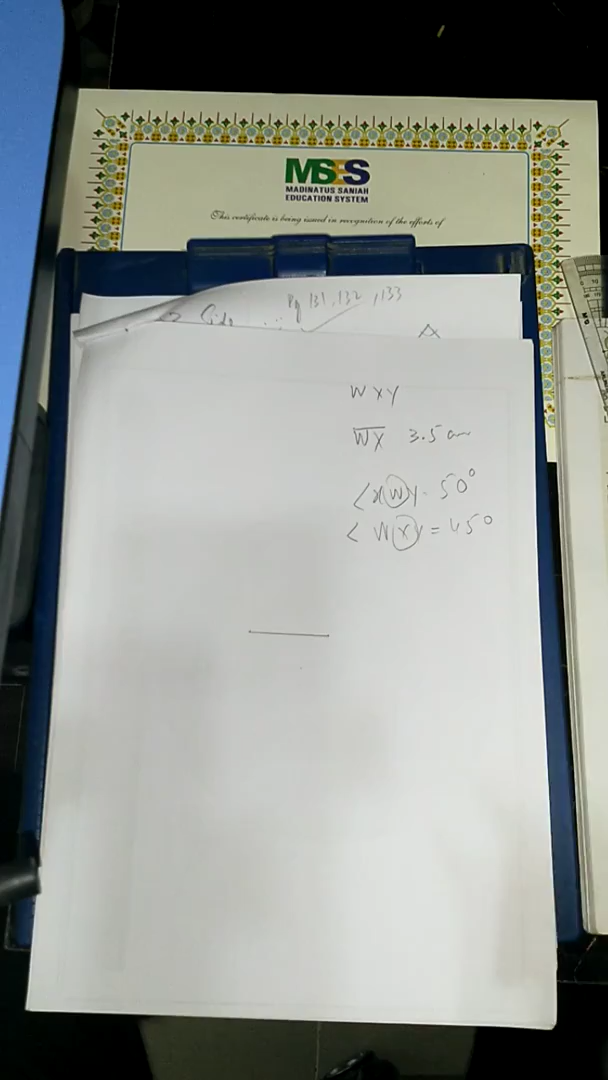 MSES
MADINATUS SANIAH
EDUCATION SYSTEM
This certificate is being issued in recognition of the efforts of
Pg 131, 132, 133
W X Y
WX 3.5 cm
<XWY. 50°
< WXY = 45°